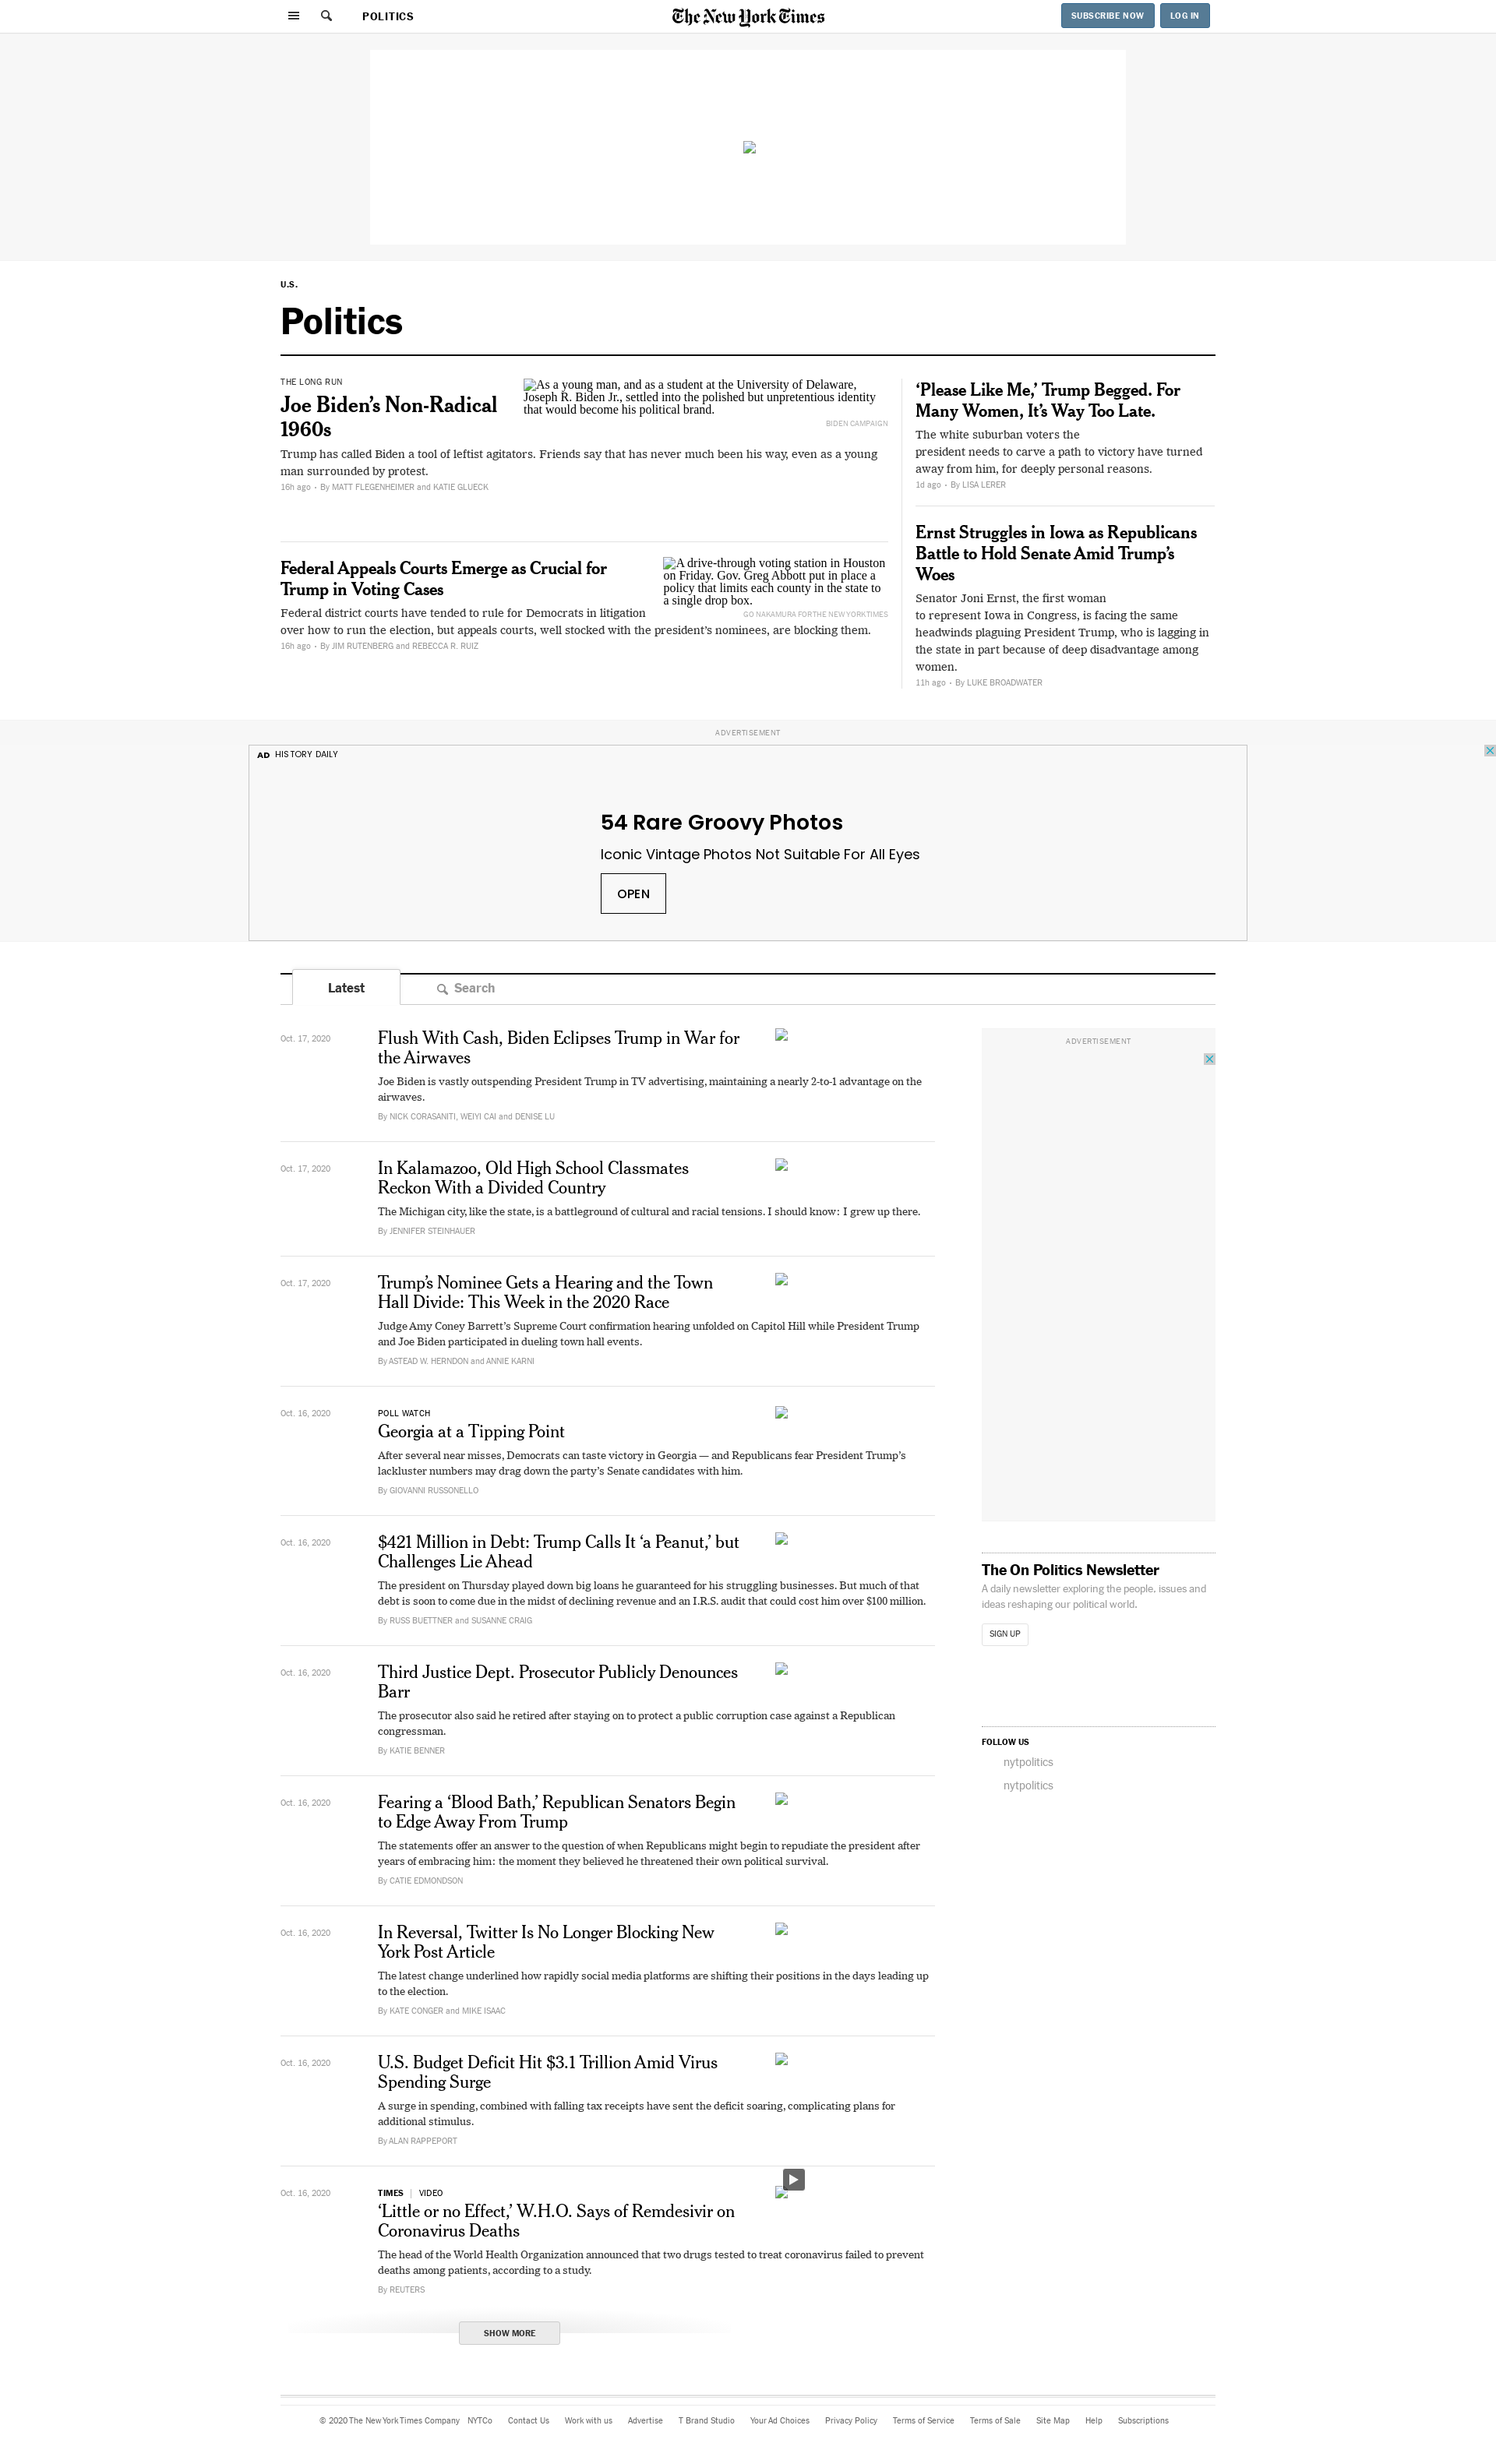 POLITICS
The New York Times
SUBSCRIBE NOW
LOG IN
U.S.
Politics
THE LONG RUN
Joe Biden’s Non-Radical
1960s
As a young man, and as a student at the University of Delaware,
Joseph R. Biden Jr., settled into the polished but unpretentious identity
that would become his political brand.
BIDEN CAMPAIGN
Trump has called Biden a tool of leftist agitators. Friends say that has never much been his way, even as a young
man surrounded by protest.
16h ago • By MATT FLEGENHEIMER and KATIE GLUECK
Federal Appeals Courts Emerge as Crucial for
Trump in Voting Cases
A drive-through voting station in Houston
on Friday. Gov. Greg Abbott put in place a
policy that limits each county in the state to
a single drop box.
GO NAKAMURA FOR THE NEW YORK TIMES
Federal district courts have tended to rule for Democrats in litigation
over how to run the election, but appeals courts, well stocked with the president’s nominees, are blocking them.
16h ago • By JIM RUTENBERG and REBECCA R. RUIZ
‘Please Like Me,’ Trump Begged. For
Many Women, It’s Way Too Late.
The white suburban voters the
president needs to carve a path to victory have turned
away from him, for deeply personal reasons.
1d ago • By LISA LERER
Ernst Struggles in Iowa as Republicans
Battle to Hold Senate Amid Trump’s
Woes
Senator Joni Ernst, the first woman
to represent Iowa in Congress, is facing the same
headwinds plaguing President Trump, who is lagging in
the state in part because of deep disadvantage among
women.
11h ago • By LUKE BROADWATER
ADVERTISEMENT
AD HISTORY DAILY
54 Rare Groovy Photos
Iconic Vintage Photos Not Suitable For All Eyes
OPEN
Latest
Search
Oct. 17, 2020
Flush With Cash, Biden Eclipses Trump in War for
the Airwaves
Joe Biden is vastly outspending President Trump in TV advertising, maintaining a nearly 2-to-1 advantage on the
airwaves.
By NICK CORASANITI, WEIYI CAI and DENISE LU
Oct. 17, 2020
In Kalamazoo, Old High School Classmates
Reckon With a Divided Country
The Michigan city, like the state, is a battleground of cultural and racial tensions. I should know: I grew up there.
By JENNIFER STEINHAUER
Oct. 17, 2020
Trump’s Nominee Gets a Hearing and the Town
Hall Divide: This Week in the 2020 Race
Judge Amy Coney Barrett’s Supreme Court confirmation hearing unfolded on Capitol Hill while President Trump
and Joe Biden participated in dueling town hall events.
By ASTEAD W. HERNDON and ANNIE KARNI
Oct. 16, 2020
POLL WATCH
Georgia at a Tipping Point
After several near misses, Democrats can taste victory in Georgia — and Republicans fear President Trump’s
lackluster numbers may drag down the party’s Senate candidates with him.
By GIOVANNI RUSSONELLO
Oct. 16, 2020
$421 Million in Debt: Trump Calls It ‘a Peanut,’ but
Challenges Lie Ahead
The president on Thursday played down big loans he guaranteed for his struggling businesses. But much of that
debt is soon to come due in the midst of declining revenue and an I.R.S. audit that could cost him over $100 million.
By RUSS BUETTNER and SUSANNE CRAIG
Oct. 16, 2020
Third Justice Dept. Prosecutor Publicly Denounces
Barr
The prosecutor also said he retired after staying on to protect a public corruption case against a Republican
congressman.
By KATIE BENNER
Oct. 16, 2020
Fearing a ‘Blood Bath,’ Republican Senators Begin
to Edge Away From Trump
The statements offer an answer to the question of when Republicans might begin to repudiate the president after
years of embracing him: the moment they believed he threatened their own political survival.
By CATIE EDMONDSON
Oct. 16, 2020
In Reversal, Twitter Is No Longer Blocking New
York Post Article
The latest change underlined how rapidly social media platforms are shifting their positions in the days leading up
to the election.
By KATE CONGER and MIKE ISAAC
Oct. 16, 2020
U.S. Budget Deficit Hit $3.1 Trillion Amid Virus
Spending Surge
A surge in spending, combined with falling tax receipts have sent the deficit soaring, complicating plans for
additional stimulus.
By ALAN RAPPEPORT
Oct. 16, 2020
TIMES | VIDEO
‘Little or no Effect,’ W.H.O. Says of Remdesivir on
Coronavirus Deaths
The head of the World Health Organization announced that two drugs tested to treat coronavirus failed to prevent
deaths among patients, according to a study.
By REUTERS
SHOW MORE
ADVERTISEMENT
The On Politics Newsletter
A daily newsletter exploring the people, issues and
ideas reshaping our political world.
SIGN UP
FOLLOW US
nytpolitics
nytpolitics
© 2020 The New York Times Company NYTCo Contact Us Work with us Advertise T Brand Studio Your Ad Choices Privacy Policy Terms of Service Terms of Sale Site Map Help Subscriptions